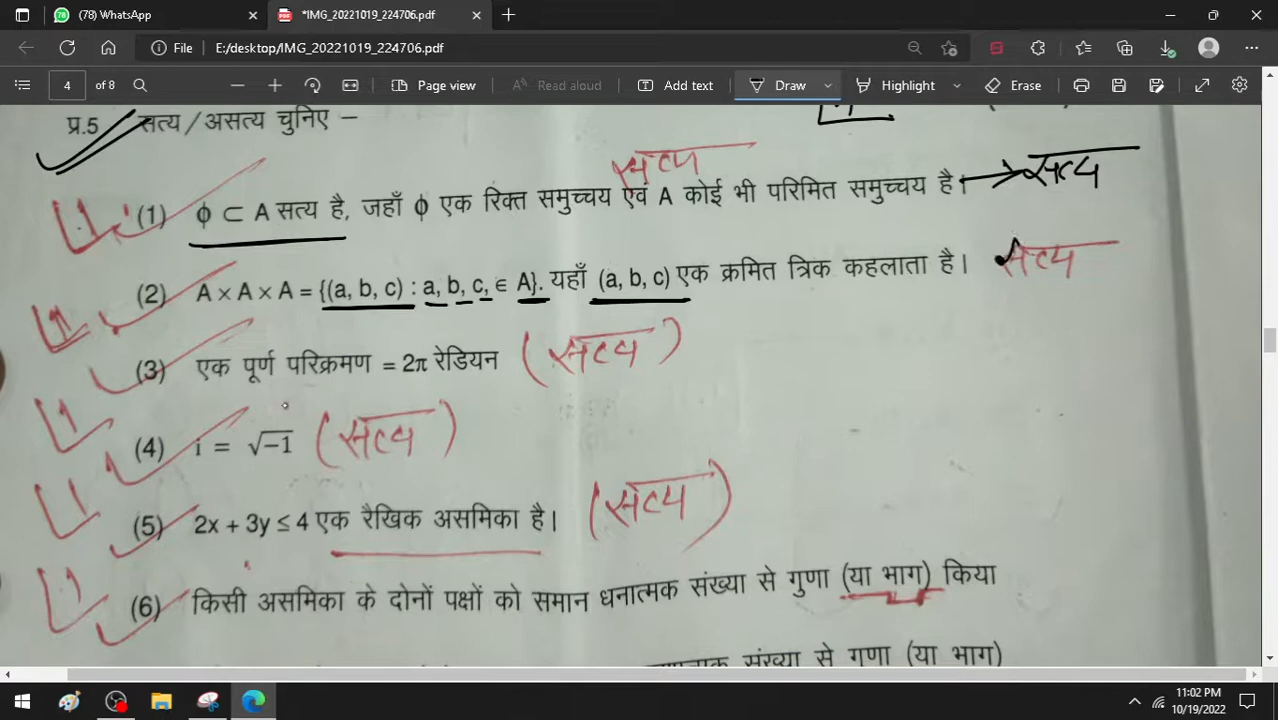 (78) WhatsApp
*IMG_20221019_224706.pdf
File E:/desktop/IMG_20221019_224706.pdf
4 of 8 Page view Read aloud Add text Draw Highlight Erase
प्र.5 सत्य/असत्य चुनिए –
सत्य
(1) ϕ ⊂ A सत्य है, जहाँ ϕ एक रिक्त समुच्चय एवं A कोई भी परिमित समुच्चय है। → सत्य
(2) A × A × A = {(a, b, c) : a, b, c, ∈ A}. यहाँ (a, b, c) एक क्रमित त्रिक कहलाता है। सत्य
(3) एक पूर्ण परिक्रमण = 2π रेडियन (सत्य)
(4) i = √−1 (सत्य)
(5) 2x + 3y ≤ 4 एक रैखिक असमिका है। (सत्य)
(6) किसी असमिका के दोनों पक्षों को समान धनात्मक संख्या से गुणा (या भाग) किया
संख्या से गुणा (या भाग)
11:02 PM
10/19/2022